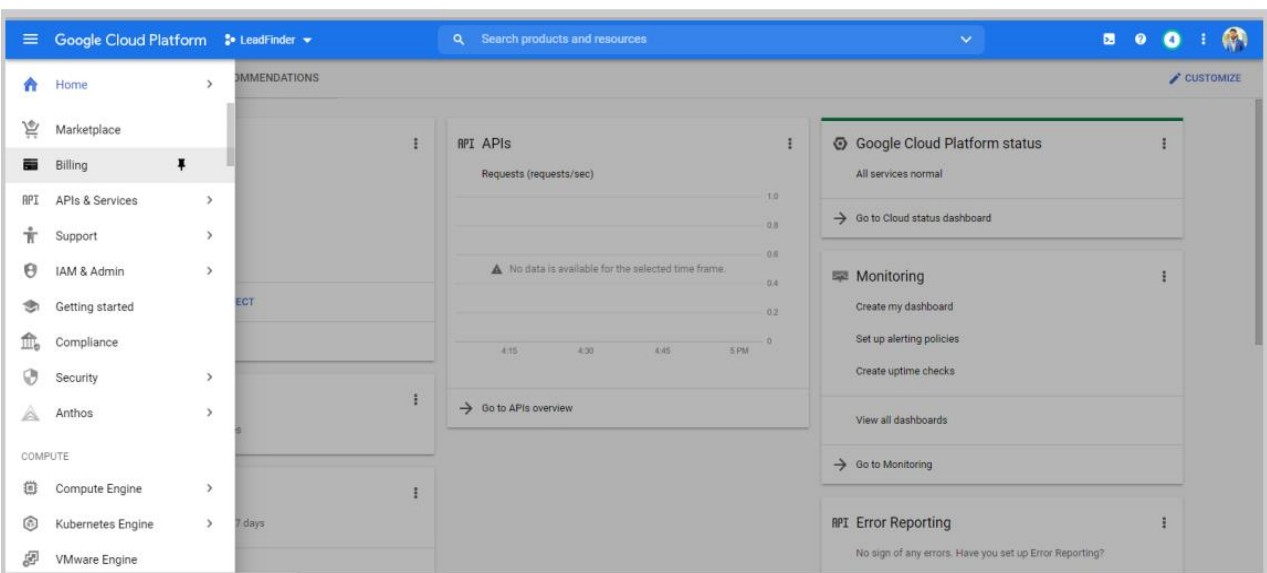 Google Cloud Platform
LeadFinder
Search products and resources
4
Home
OMMENDATIONS
CUSTOMIZE
Marketplace
Billing
API APIs & Services
Support
IAM & Admin
Getting started
Compliance
Security
Anthos
COMPUTE
Compute Engine
Kubernetes Engine
VMware Engine
ECT
s
7 days
API APIs
Requests (requests/sec)
1.0
0.8
0.6
No data is available for the selected time frame.
0.4
0.2
0
4:15 4:30 4:45 5 PM
Go to APIs overview
Google Cloud Platform status
All services normal
Go to Cloud status dashboard
Monitoring
Create my dashboard
Set up alerting policies
Create uptime checks
View all dashboards
Go to Monitoring
API Error Reporting
No sign of any errors. Have you set up Error Reporting?